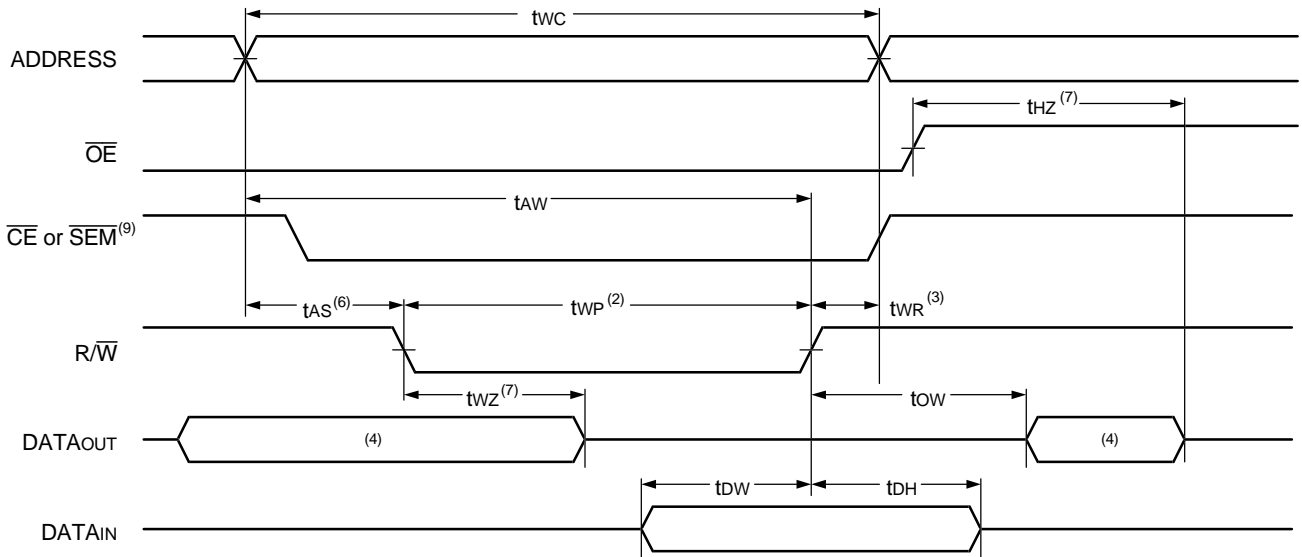 tWC
ADDRESS
tHZ(7)
OE
tAW
CE or SEM(9)
tAS(6) tWP(2) tWR(3)
R/W
tWZ(7) tOW
DATAOUT (4) (4)
tDW tDH
DATAIN